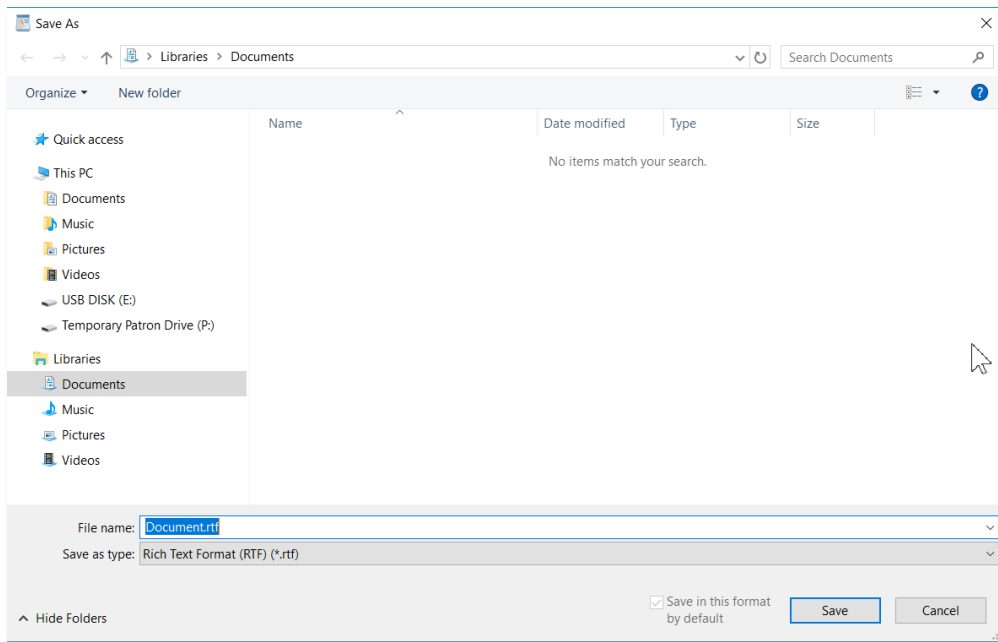 Save As
Libraries > Documents
Search Documents
Organize
New folder
?
Name
Date modified
Type
Size
No items match your search.
Quick access
This PC
Documents
Music
Pictures
Videos
USB DISK (E:)
Temporary Patron Drive (P:)
Libraries
Documents
Music
Pictures
Videos
File name: Document.rtf
Save as type: Rich Text Format (RTF) (*.rtf)
Hide Folders
Save in this format
by default
Save
Cancel